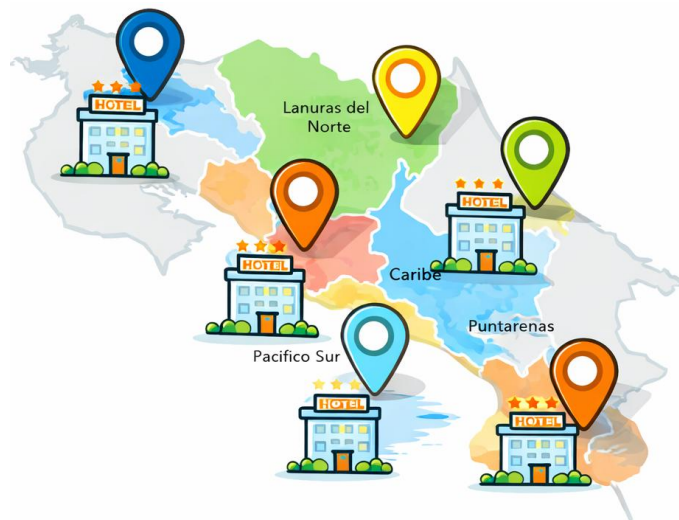 HOTEL
Lanuras del
Norte
HOTEL
HOTEL
Caribe
Puntarenas
Pacifico Sur
HOTEL
HOTEL